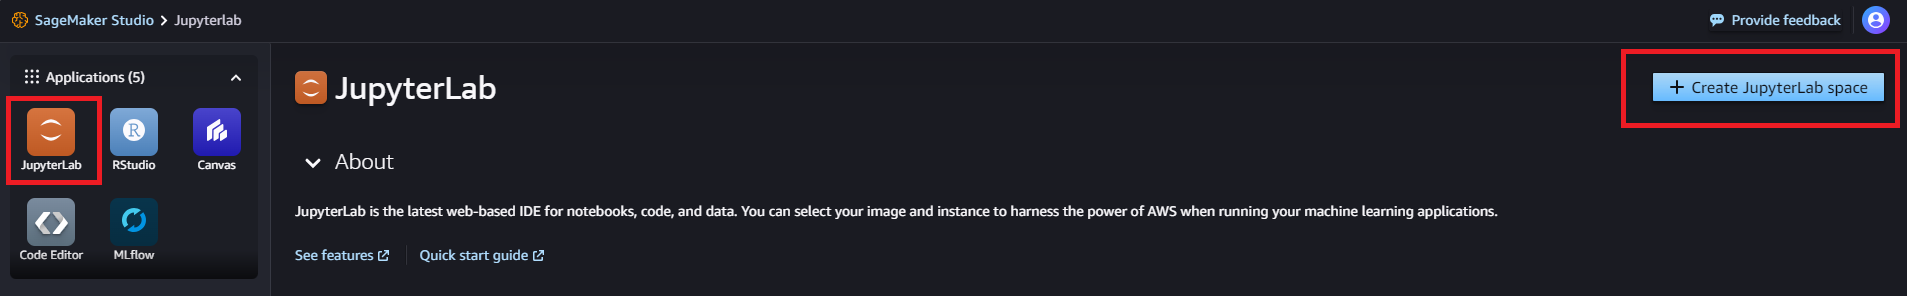 SageMaker Studio > Jupyterlab
Provide feedback
Applications (5)
JupyterLab
RStudio
Canvas
Code Editor
MLflow
JupyterLab
+ Create JupyterLab space
About
JupyterLab is the latest web-based IDE for notebooks, code, and data. You can select your image and instance to harness the power of AWS when running your machine learning applications.
See features
Quick start guide